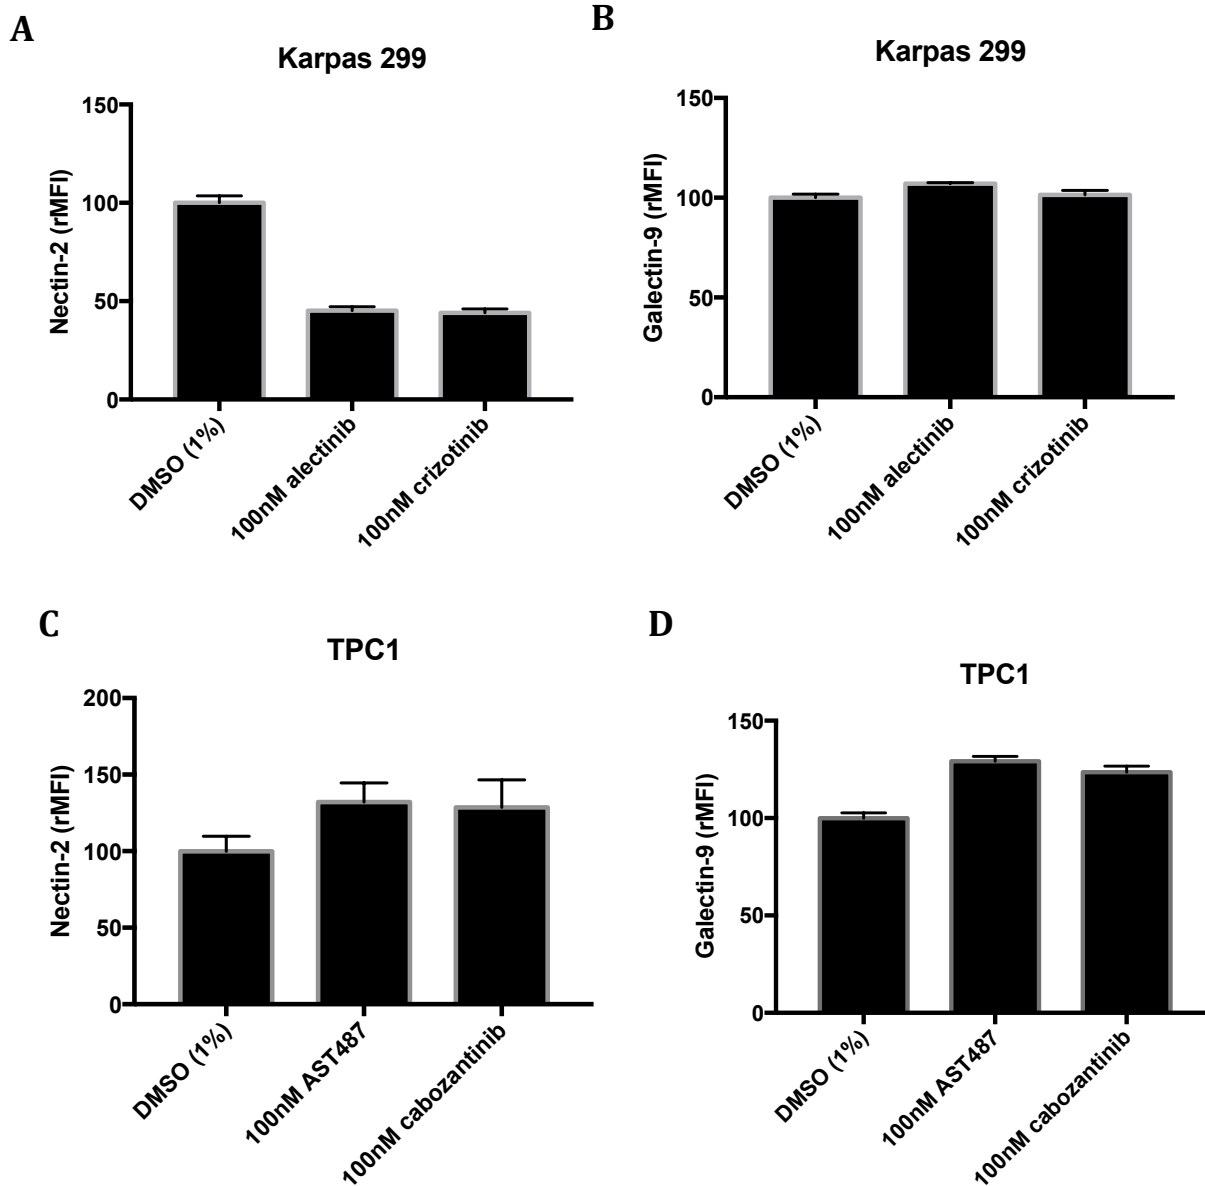 A
Karpas 299
Nectin-2 (rMFI)
150
100
50
0
DMSO (1%)
100nM alectinib
100nM crizotinib
B
Karpas 299
Galectin-9 (rMFI)
150
100
50
0
DMSO (1%)
100nM alectinib
100nM crizotinib
C
TPC1
Nectin-2 (rMFI)
200
150
100
50
0
DMSO (1%)
100nM AST487
100nM cabozantinib
D
TPC1
Galectin-9 (rMFI)
150
100
50
0
DMSO (1%)
100nM AST487
100nM cabozantinib